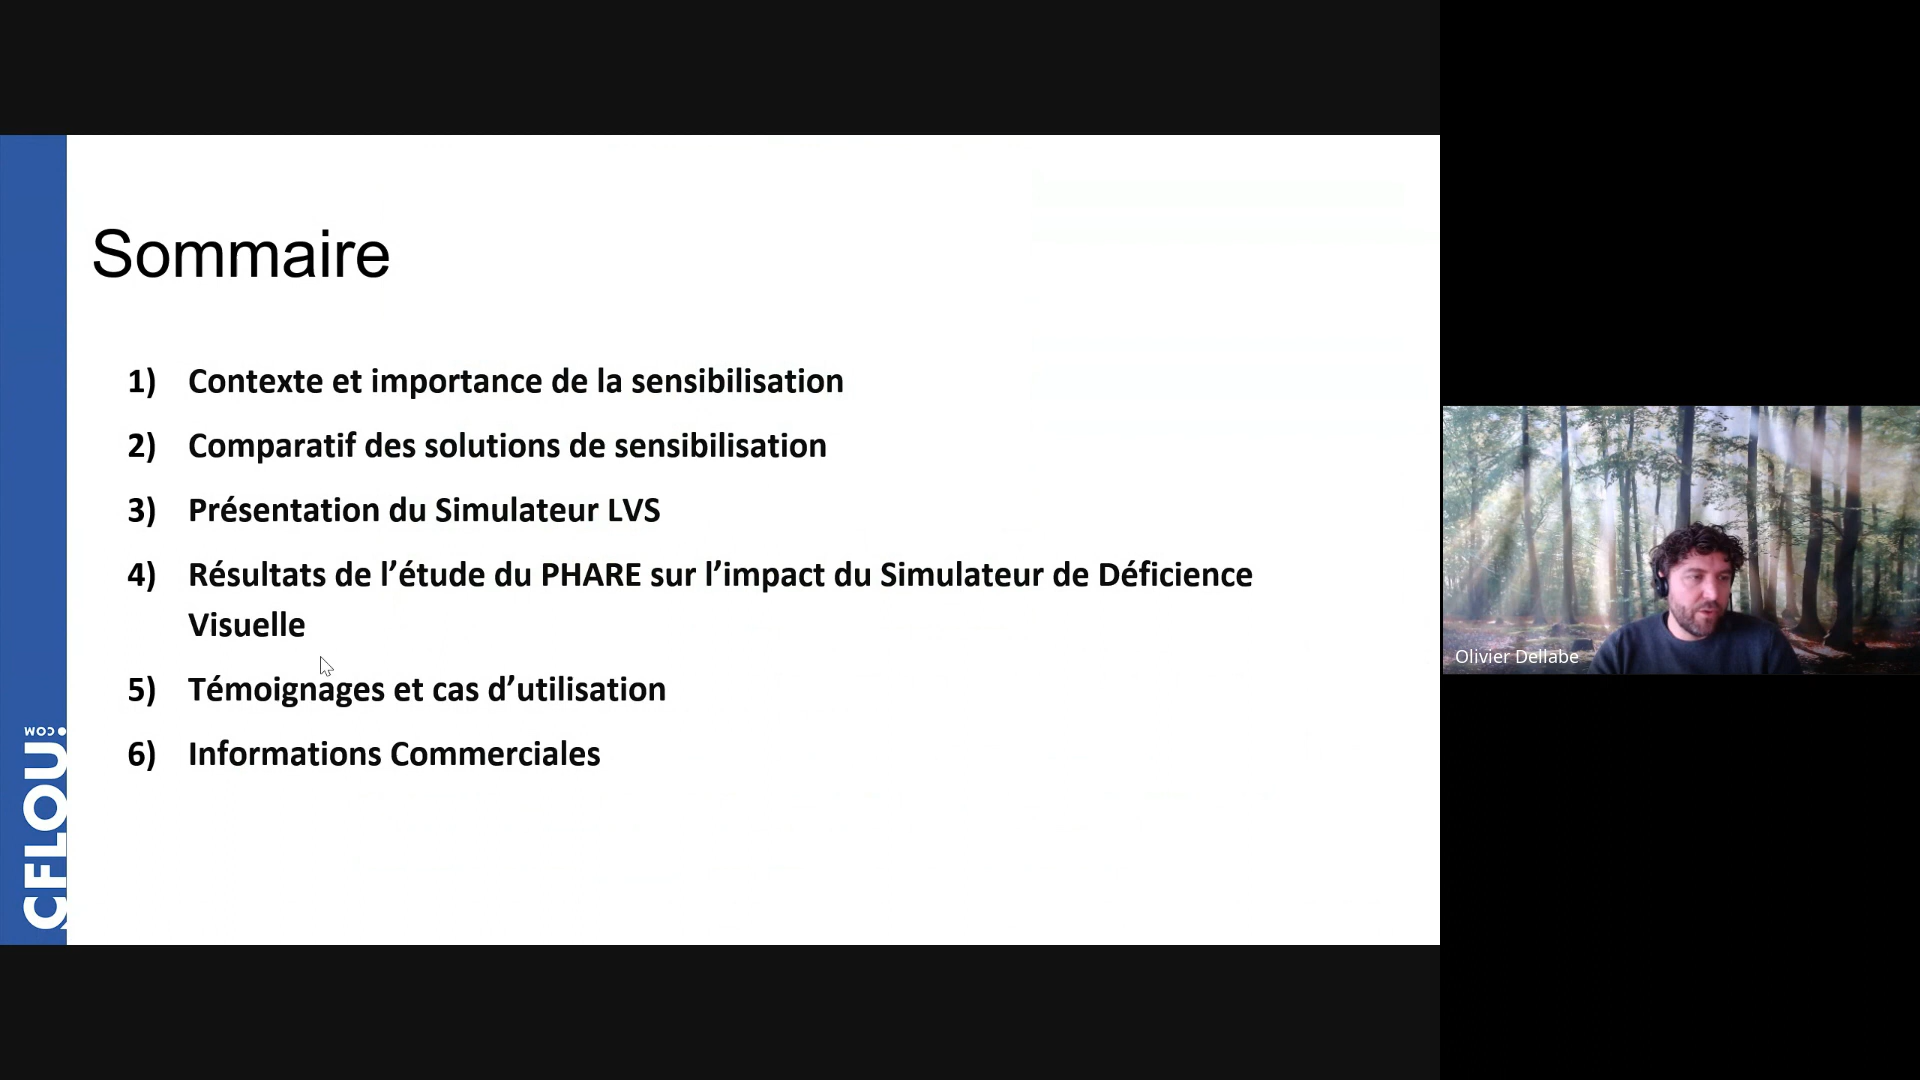 Sommaire
1) Contexte et importance de la sensibilisation
2) Comparatif des solutions de sensibilisation
3) Présentation du Simulateur LVS
4) Résultats de l’étude du PHARE sur l’impact du Simulateur de Déficience
Visuelle
5) Témoignages et cas d’utilisation
6) Informations Commerciales
CFLOU.COM
Olivier Dellabe